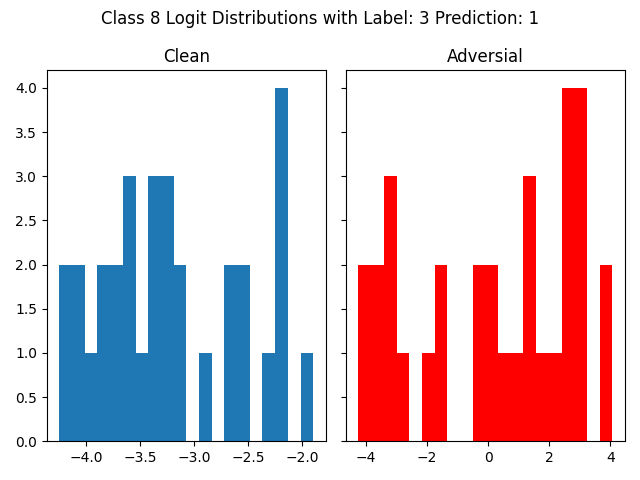 Class 8 Logit Distributions with Label: 3 Prediction: 1
Clean
Adversial
4.0
3.5
3.0
2.5
2.0
1.5
1.0
0.5
0.0
−4.0 −3.5 −3.0 −2.5 −2.0
−4 −2 0 2 4